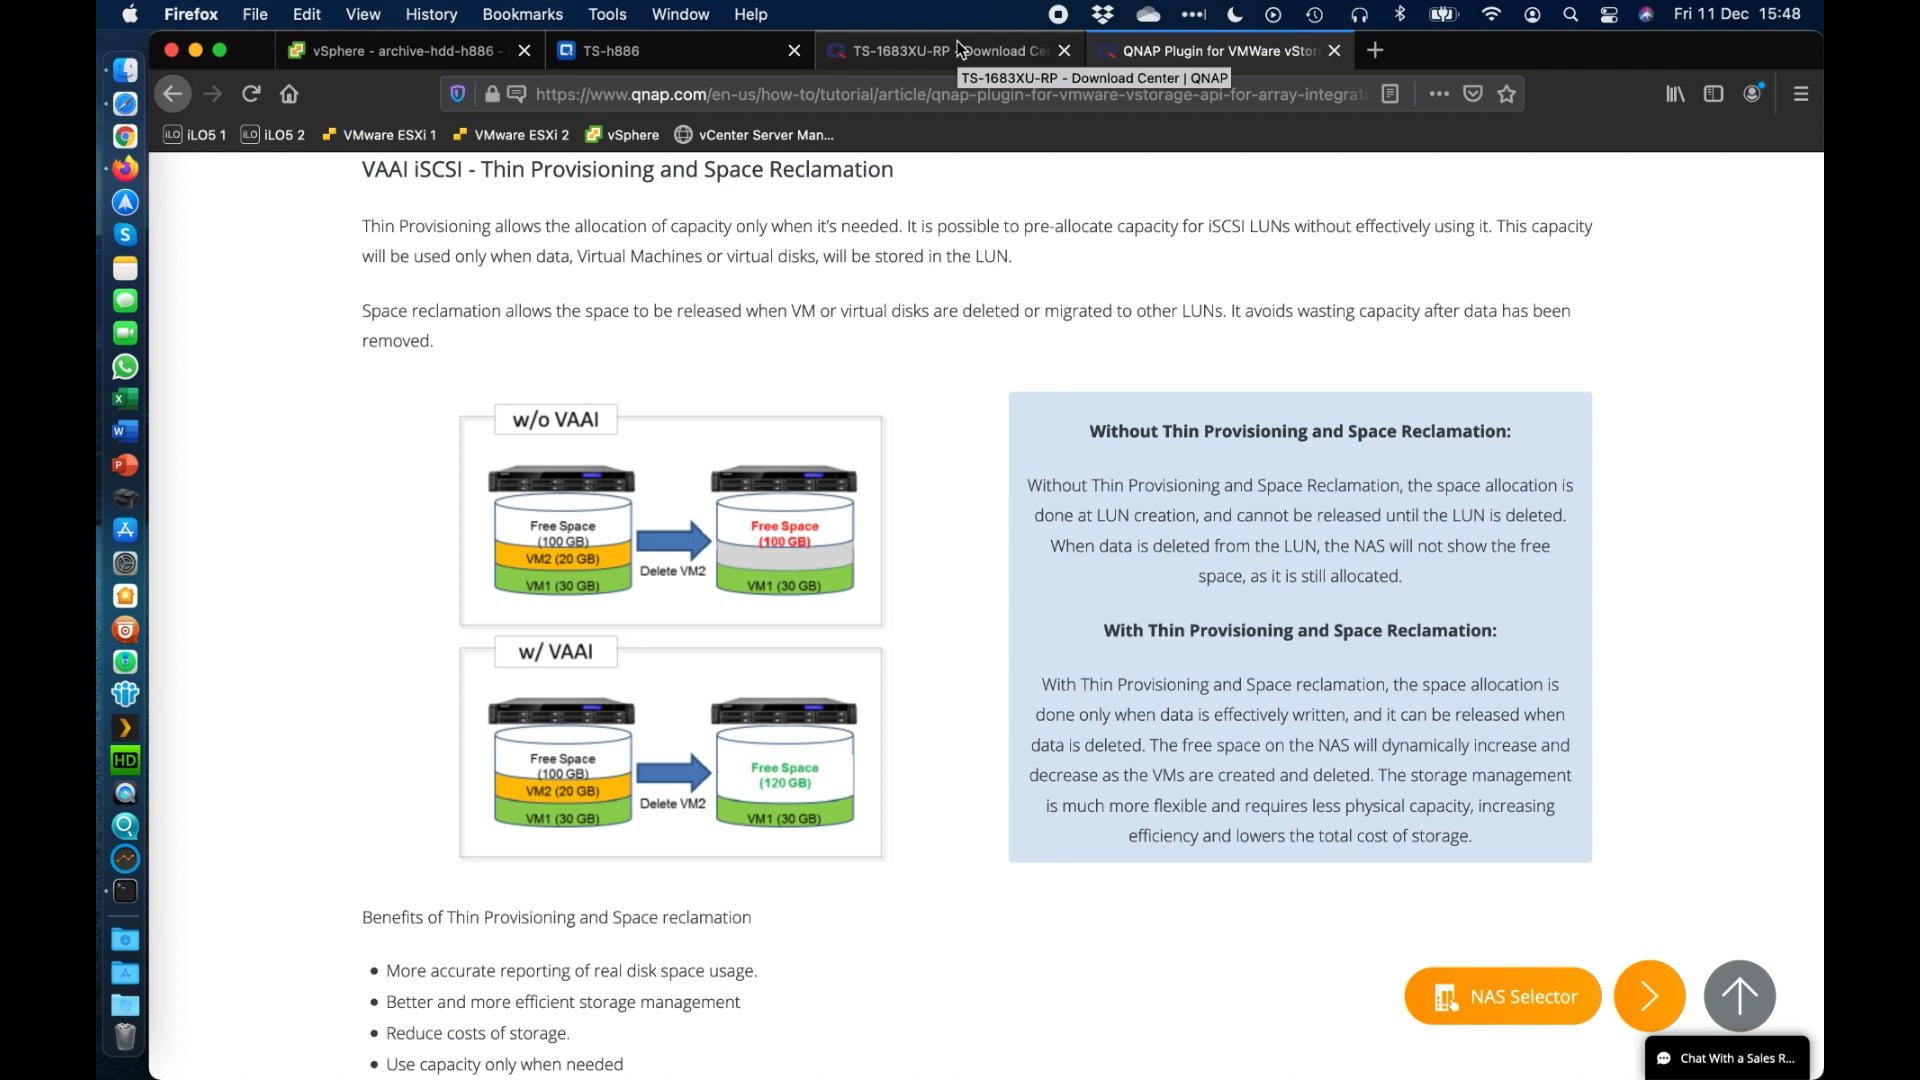 Firefox File Edit View History Bookmarks Tools Window Help Fri 11 Dec 15:48
vSphere - archive-hdd-h886 - TS-h886 TS-1683XU-RP - Download Ce QNAP Plugin for VMWare vStor
TS-1683XU-RP - Download Center | QNAP
https://www.qnap.com/en-us/how-to/tutorial/article/qnap-plugin-for-vmware-vstorage-api-for-array-integrati
iLO iLO5 1 iLO iLO5 2 VMware ESXi 1 VMware ESXi 2 vSphere vCenter Server Man...
VAAI iSCSI - Thin Provisioning and Space Reclamation
Thin Provisioning allows the allocation of capacity only when it's needed. It is possible to pre-allocate capacity for iSCSI LUNs without effectively using it. This capacity
will be used only when data, Virtual Machines or virtual disks, will be stored in the LUN.
Space reclamation allows the space to be released when VM or virtual disks are deleted or migrated to other LUNs. It avoids wasting capacity after data has been
removed.
w/o VAAI
Free Space
(100 GB)
VM2 (20 GB)
VM1 (30 GB)
Delete VM2
Free Space
(100 GB)
VM1 (30 GB)
w/ VAAI
Free Space
(100 GB)
VM2 (20 GB)
VM1 (30 GB)
Delete VM2
Free Space
(120 GB)
VM1 (30 GB)
Without Thin Provisioning and Space Reclamation:
Without Thin Provisioning and Space Reclamation, the space allocation is
done at LUN creation, and cannot be released until the LUN is deleted.
When data is deleted from the LUN, the NAS will not show the free
space, as it is still allocated.
With Thin Provisioning and Space Reclamation:
With Thin Provisioning and Space reclamation, the space allocation is
done only when data is effectively written, and it can be released when
data is deleted. The free space on the NAS will dynamically increase and
decrease as the VMs are created and deleted. The storage management
is much more flexible and requires less physical capacity, increasing
efficiency and lowers the total cost of storage.
Benefits of Thin Provisioning and Space reclamation
• More accurate reporting of real disk space usage.
• Better and more efficient storage management
• Reduce costs of storage.
• Use capacity only when needed
NAS Selector
Chat With a Sales R...
HD